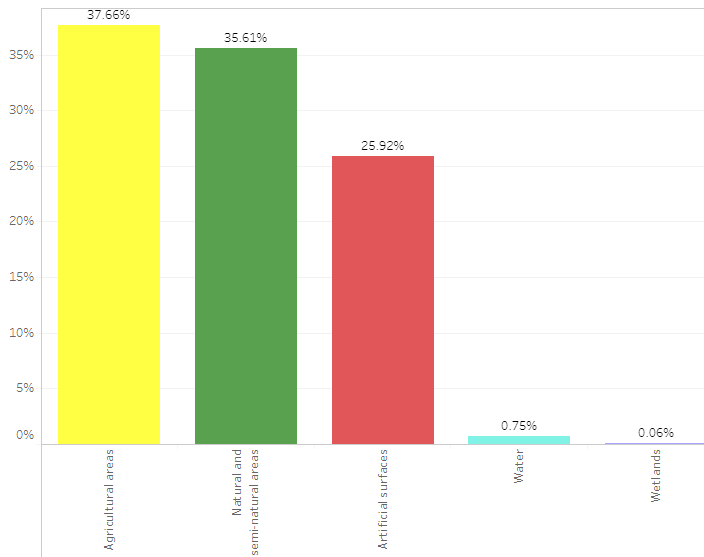 37.66%
35.61%
25.92%
0.75%
0.06%
35%
30%
25%
20%
15%
10%
5%
0%
Agricultural areas
Natural and
semi-natural areas
Artificial surfaces
Water
Wetlands